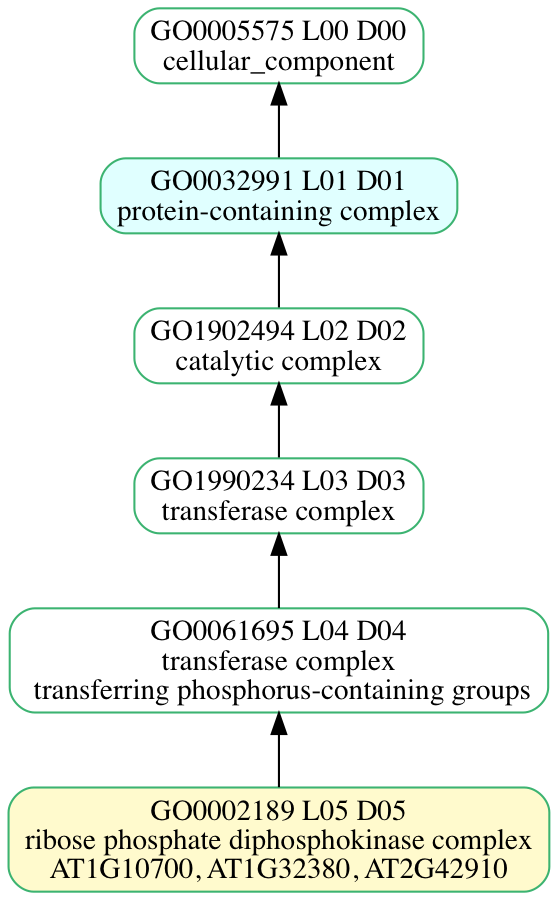 GO0005575 L00 D00
cellular_component
GO0032991 L01 D01
protein-containing complex
GO1902494 L02 D02
catalytic complex
GO1990234 L03 D03
transferase complex
GO0061695 L04 D04
transferase complex
transferring phosphorus-containing groups
GO0002189 L05 D05
ribose phosphate diphosphokinase complex
AT1G10700, AT1G32380, AT2G42910